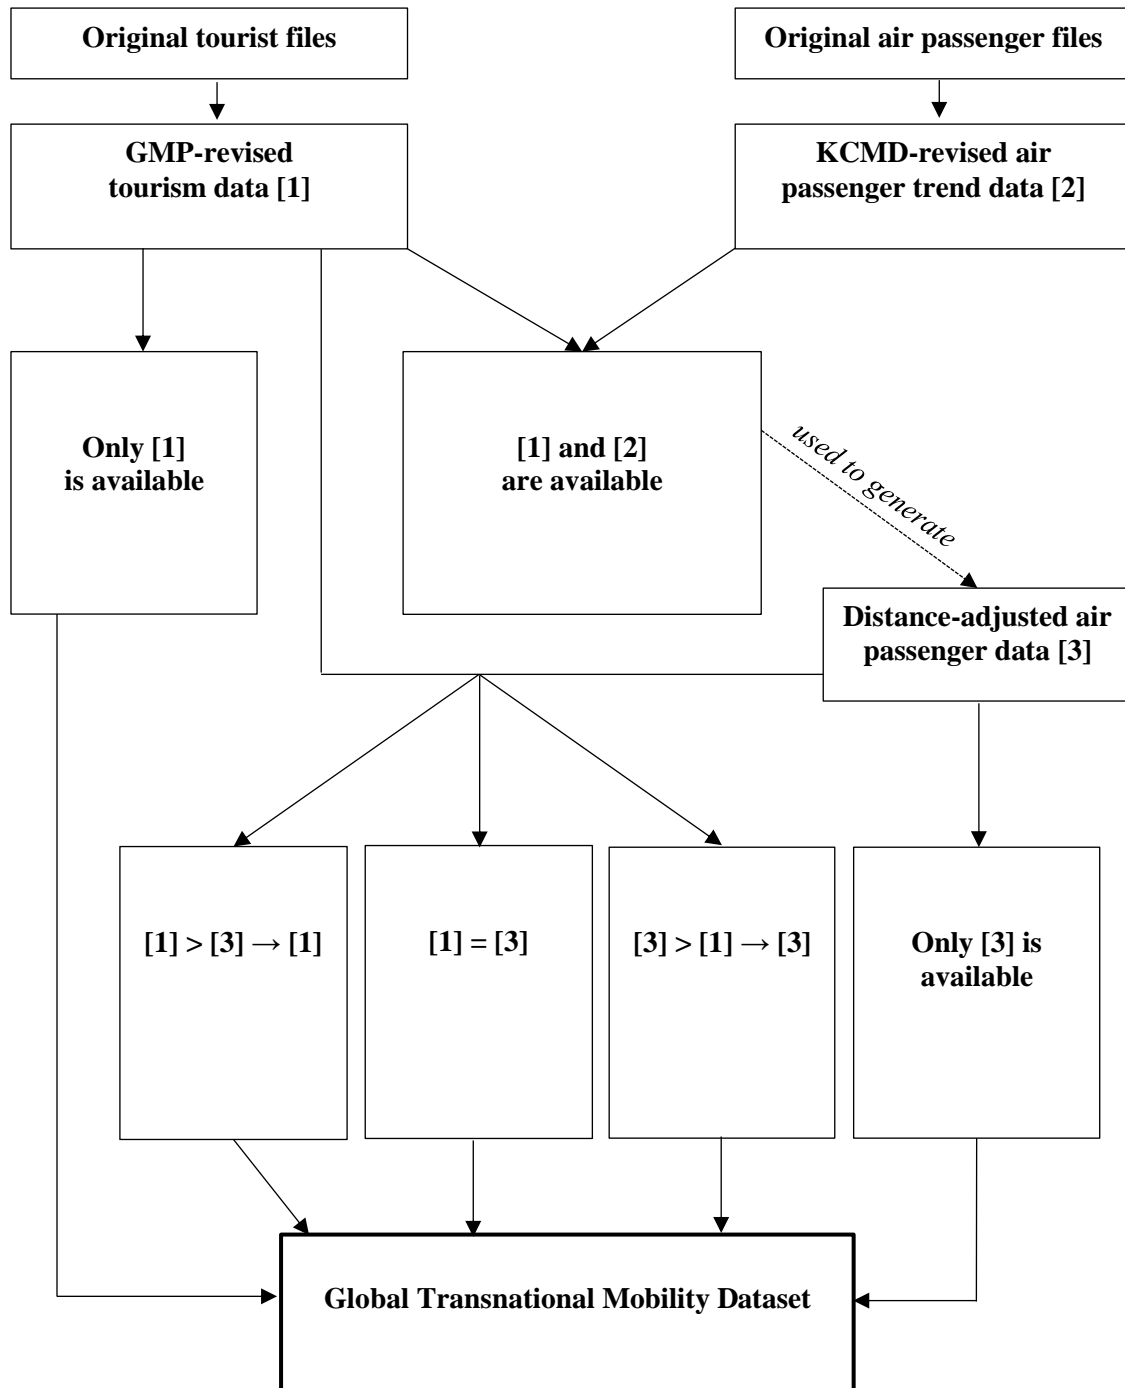 Original tourist files
Original air passenger files
GMP-revised
tourism data [1]
KCMD-revised air
passenger trend data [2]
Only [1]
is available
[1] and [2]
are available
used to generate
Distance-adjusted air
passenger data [3]
[1] > [3] → [1]
[1] = [3]
[3] > [1] → [3]
Only [3] is
available
Global Transnational Mobility Dataset